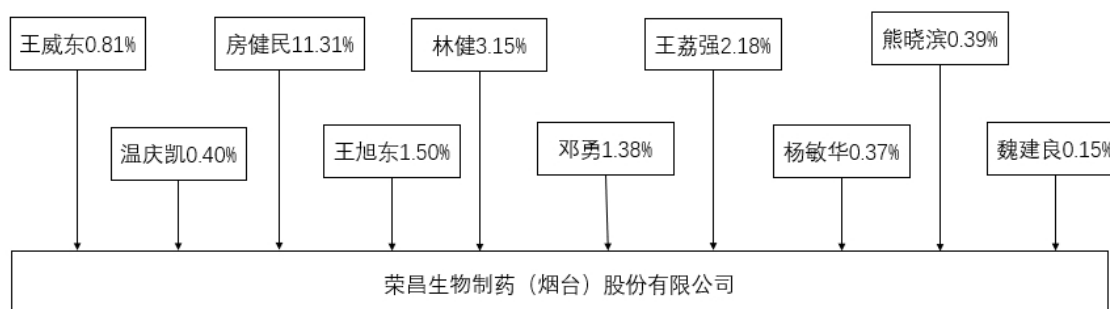 王威东0.81%
房健民11.31%
林健3.15%
王荔强2.18%
熊晓滨0.39%
温庆凯0.40%
王旭东1.50%
邓勇1.38%
杨敏华0.37%
魏建良0.15%
荣昌生物制药（烟台）股份有限公司